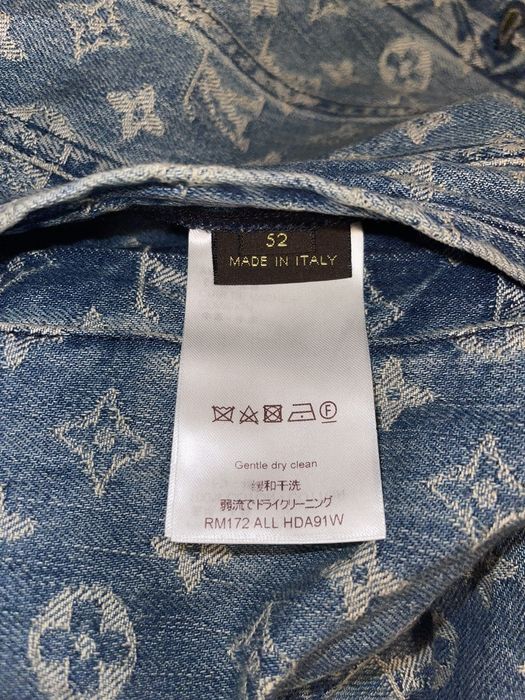 52
MADE IN ITALY
F
Gentle dry clean
缓和干洗
弱流でドライクリーニング
RM172 ALL HDA91W